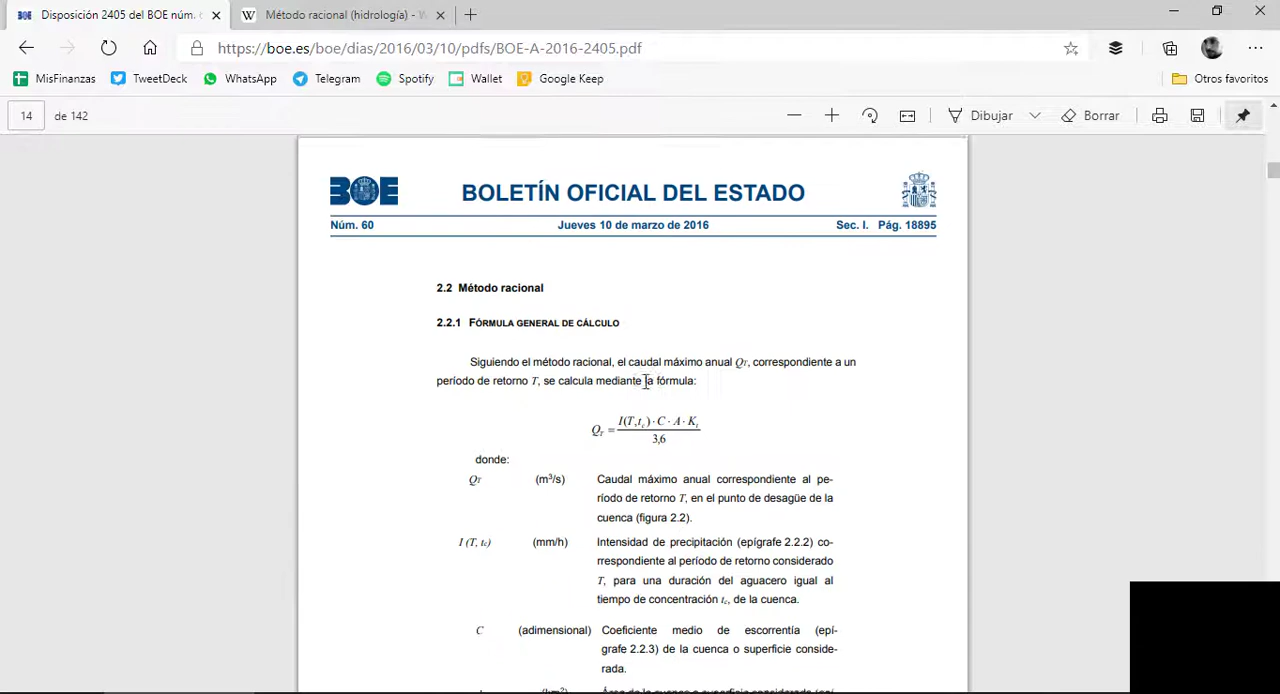 Disposición 2405 del BOE núm.
Método racional (hidrología) - W
https://boe.es/boe/dias/2016/03/10/pdfs/BOE-A-2016-2405.pdf
MisFinanzas TweetDeck WhatsApp Telegram Spotify Wallet Google Keep Otros favoritos
14 de 142 Dibujar Borrar
BOE BOLETÍN OFICIAL DEL ESTADO
Núm. 60 Jueves 10 de marzo de 2016 Sec. I. Pág. 18895
2.2 Método racional
2.2.1 FÓRMULA GENERAL DE CÁLCULO
Siguiendo el método racional, el caudal máximo anual QT, correspondiente a un
período de retorno T, se calcula mediante la fórmula:
QT = I(T,tc) · C · A · Kt
3,6
donde:
QT (m³/s) Caudal máximo anual correspondiente al pe-
ríodo de retorno T, en el punto de desagüe de la
cuenca (figura 2.2).
I (T, tc) (mm/h) Intensidad de precipitación (epígrafe 2.2.2) co-
rrespondiente al período de retorno considerado
T, para una duración del aguacero igual al
tiempo de concentración tc, de la cuenca.
C (adimensional) Coeficiente medio de escorrentía (epí-
grafe 2.2.3) de la cuenca o superficie conside-
rada.